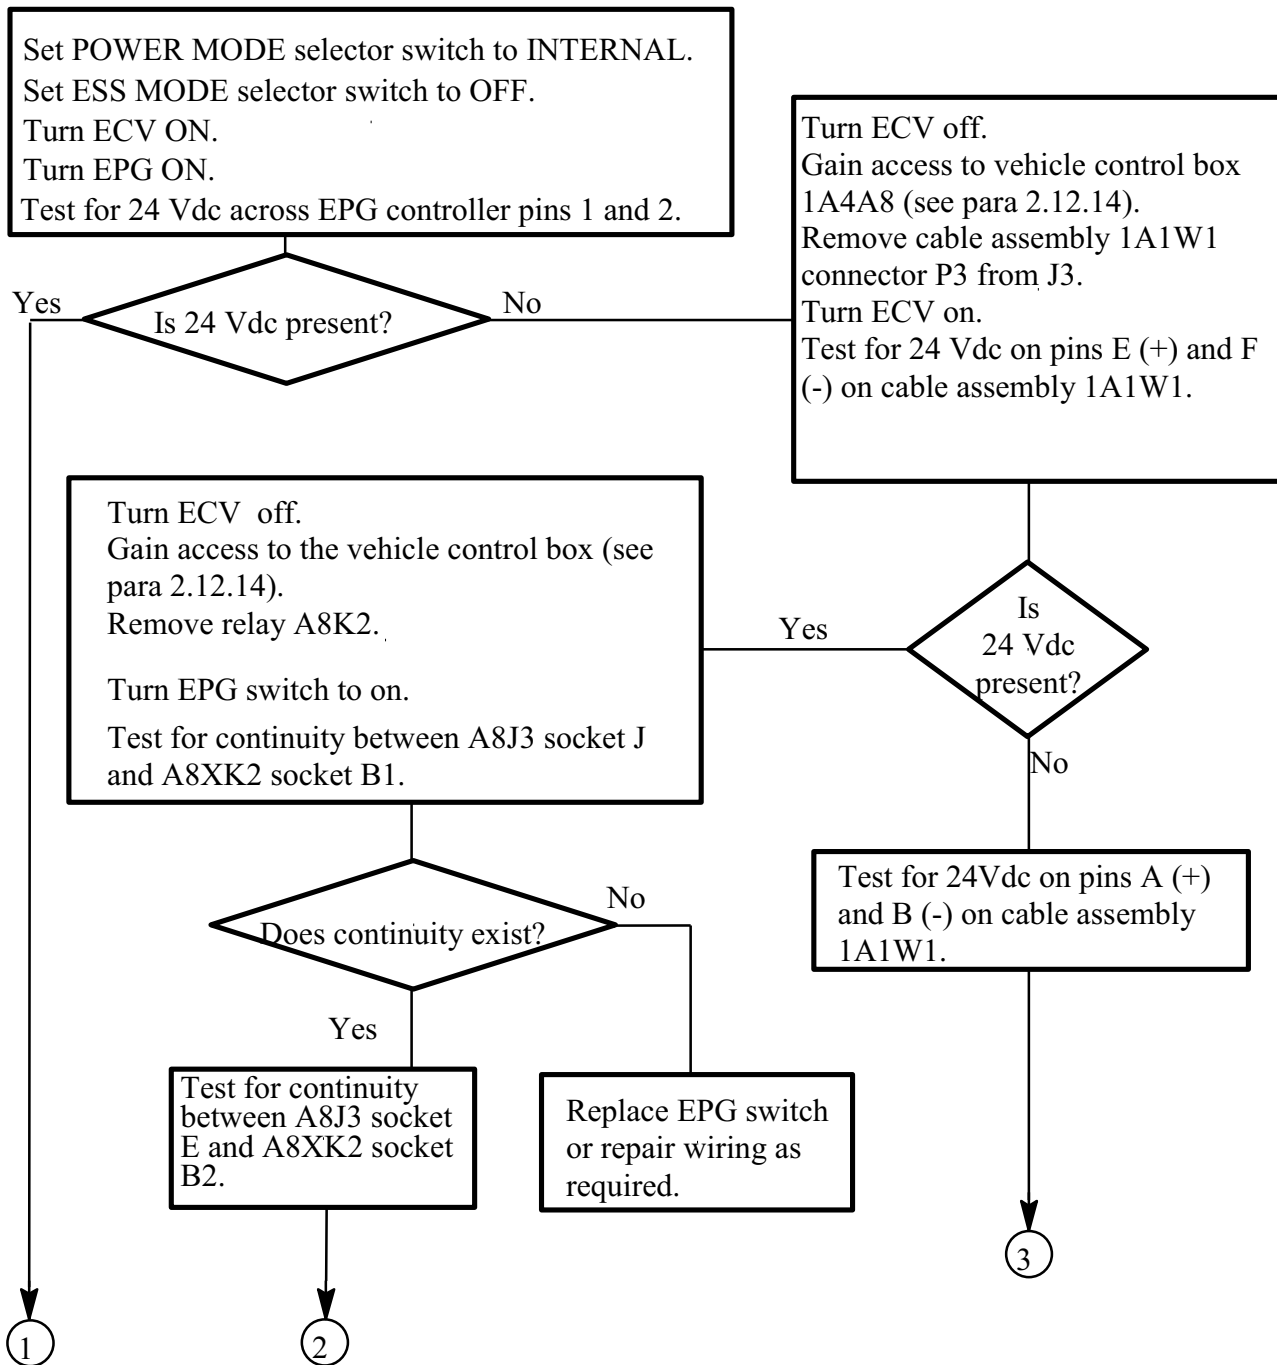 Set POWER MODE selector switch to INTERNAL.
Set ESS MODE selector switch to OFF.
Turn ECV ON.
Turn EPG ON.
Test for 24 Vdc across EPG controller pins 1 and 2.
Yes
Is 24 Vdc present?
No
Turn ECV off.
Gain access to vehicle control box
1A4A8 (see para 2.12.14).
Remove cable assembly 1A1W1
connector P3 from J3.
Turn ECV on.
Test for 24 Vdc on pins E (+) and F
(-) on cable assembly 1A1W1.
Is
24 Vdc
present?
Yes
No
Turn ECV off.
Gain access to the vehicle control box (see
para 2.12.14).
Remove relay A8K2.
Turn EPG switch to on.
Test for continuity between A8J3 socket J
and A8XK2 socket B1.
Does continuity exist?
No
Yes
Test for continuity
between A8J3 socket
E and A8XK2 socket
B2.
Replace EPG switch
or repair wiring as
required.
Test for 24Vdc on pins A (+)
and B (-) on cable assembly
1A1W1.
1
2
3